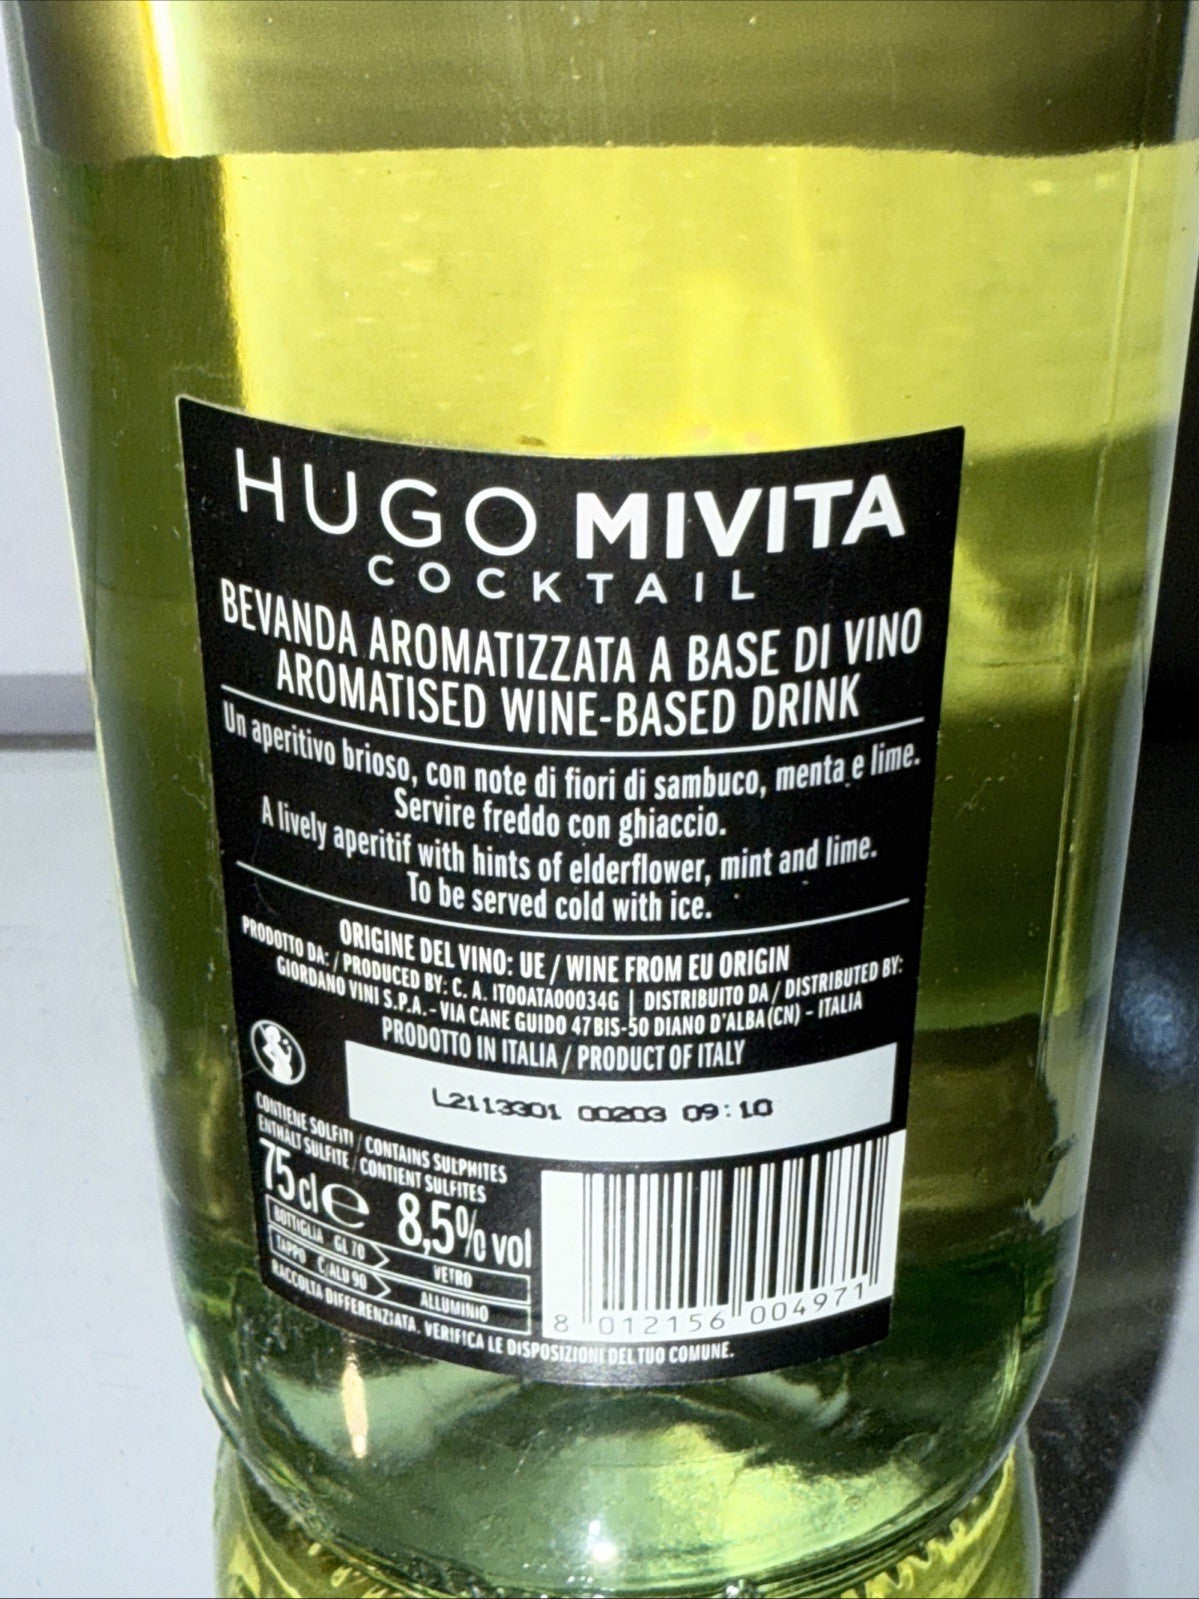 HUGO MIVITA
COCKTAIL
BEVANDA AROMATIZZATA A BASE DI VINO
AROMATISED WINE-BASED DRINK
Un aperitivo brioso, con note di fiori di sambuco, menta e lime.
Servire freddo con ghiaccio.
A lively aperitif with hints of elderflower, mint and lime.
To be served cold with ice.
ORIGINE DEL VINO: UE / WINE FROM EU ORIGIN
PRODOTTO DA: / PRODUCED BY: C. A. IT00ATA00034G | DISTRIBUITO DA / DISTRIBUTED BY:
GIORDANO VINI S.P.A. - VIA CANE GUIDO 47 BIS-50 DIANO D'ALBA (CN) - ITALIA
PRODOTTO IN ITALIA / PRODUCT OF ITALY
L2113301 00203 09:10
CONTIENE SOLFITI / CONTAINS SULPHITES
ENTHÄLT SULFITE / CONTIENT SULFITES
75cl e 8,5% vol
BOTTIGLIA GL 70 VETRO
TAPPO C/ALU 90 ALLUMINIO
RACCOLTA DIFFERENZIATA. VERIFICA LE DISPOSIZIONI DEL TUO COMUNE.
8 012156 004971